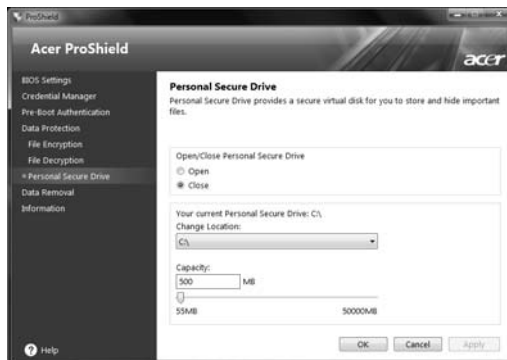 ProShield
Acer ProShield
acer
BIOS Settings
Credential Manager
Pre-Boot Authentication
Data Protection
File Encryption
File Decryption
Personal Secure Drive
Data Removal
Information
Help
Personal Secure Drive
Personal Secure Drive provides a secure virtual disk for you to store and hide important
files.
Open/Close Personal Secure Drive
Open
Close
Your current Personal Secure Drive: C:\
Change Location:
C:\
Capacity:
500 MB
55MB 50000MB
OK Cancel Apply